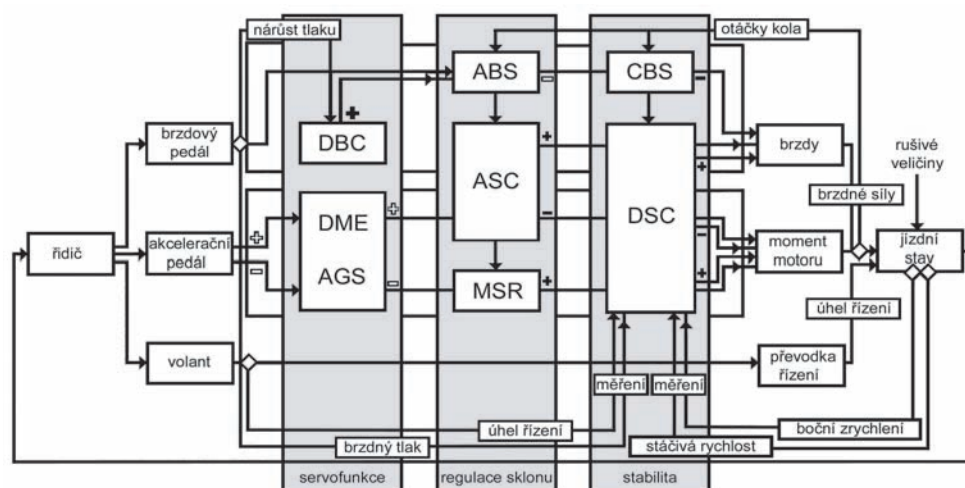 nárůst tlaku
otáčky kola
ABS
CBS
brzdový
pedál
DBC
ASC
brzdy
rušivé
veličiny
brzdné síly
řidič
akcelerační
pedál
DME
AGS
DSC
moment
motoru
jízdní
stav
MSR
úhel řízení
volant
měření
měření
převodka
řízení
úhel řízení
boční zrychlení
brzdný tlak
stáčivá rychlost
servofunkce
regulace sklonu
stabilita